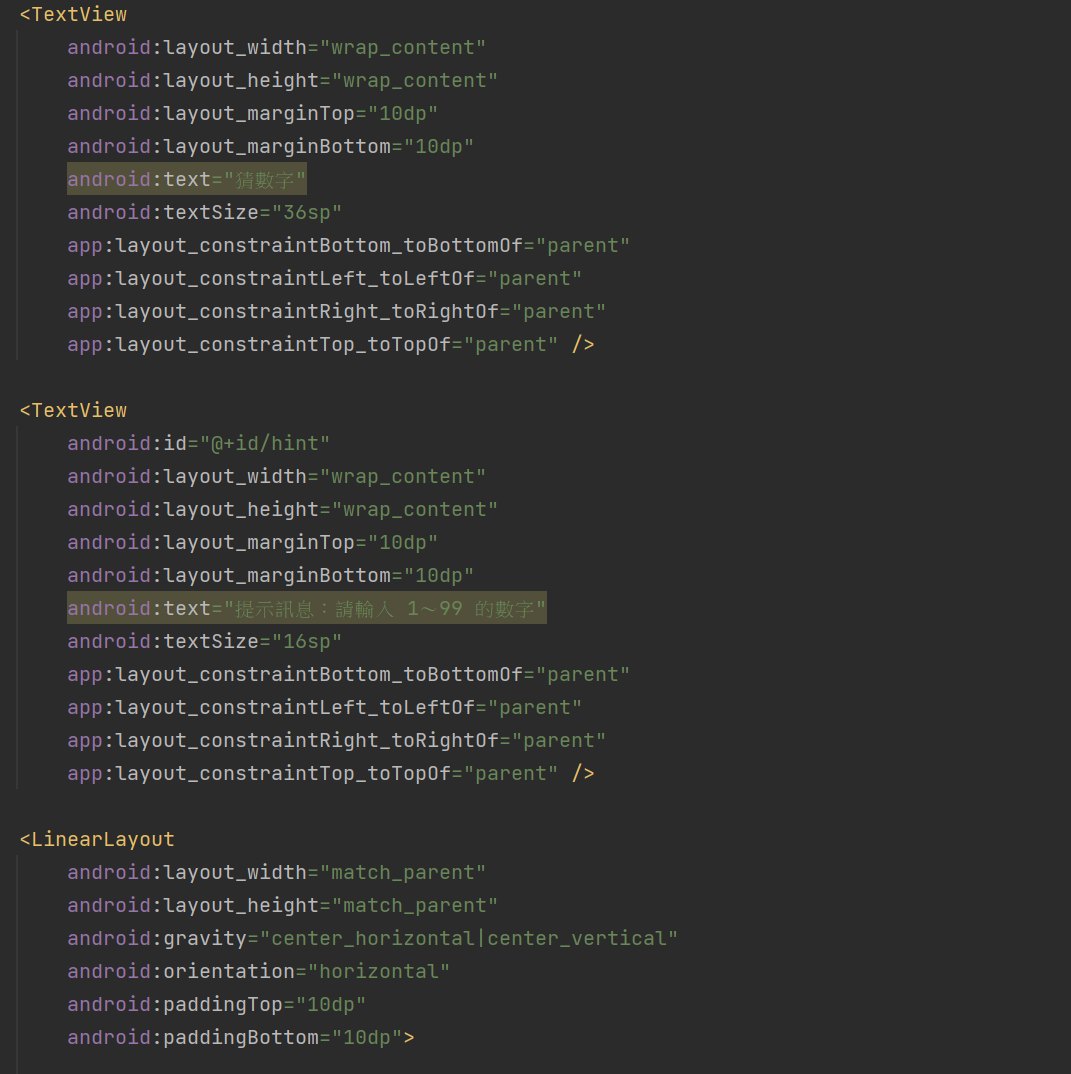 <TextView
android:layout_width="wrap_content"
android:layout_height="wrap_content"
android:layout_marginTop="10dp"
android:layout_marginBottom="10dp"
android:text="猜數字"
android:textSize="36sp"
app:layout_constraintBottom_toBottomOf="parent"
app:layout_constraintLeft_toLeftOf="parent"
app:layout_constraintRight_toRightOf="parent"
app:layout_constraintTop_toTopOf="parent" />
<TextView
android:id="@+id/hint"
android:layout_width="wrap_content"
android:layout_height="wrap_content"
android:layout_marginTop="10dp"
android:layout_marginBottom="10dp"
android:text="提示訊息：請輸入 1～99 的數字"
android:textSize="16sp"
app:layout_constraintBottom_toBottomOf="parent"
app:layout_constraintLeft_toLeftOf="parent"
app:layout_constraintRight_toRightOf="parent"
app:layout_constraintTop_toTopOf="parent" />
<LinearLayout
android:layout_width="match_parent"
android:layout_height="match_parent"
android:gravity="center_horizontal|center_vertical"
android:orientation="horizontal"
android:paddingTop="10dp"
android:paddingBottom="10dp">